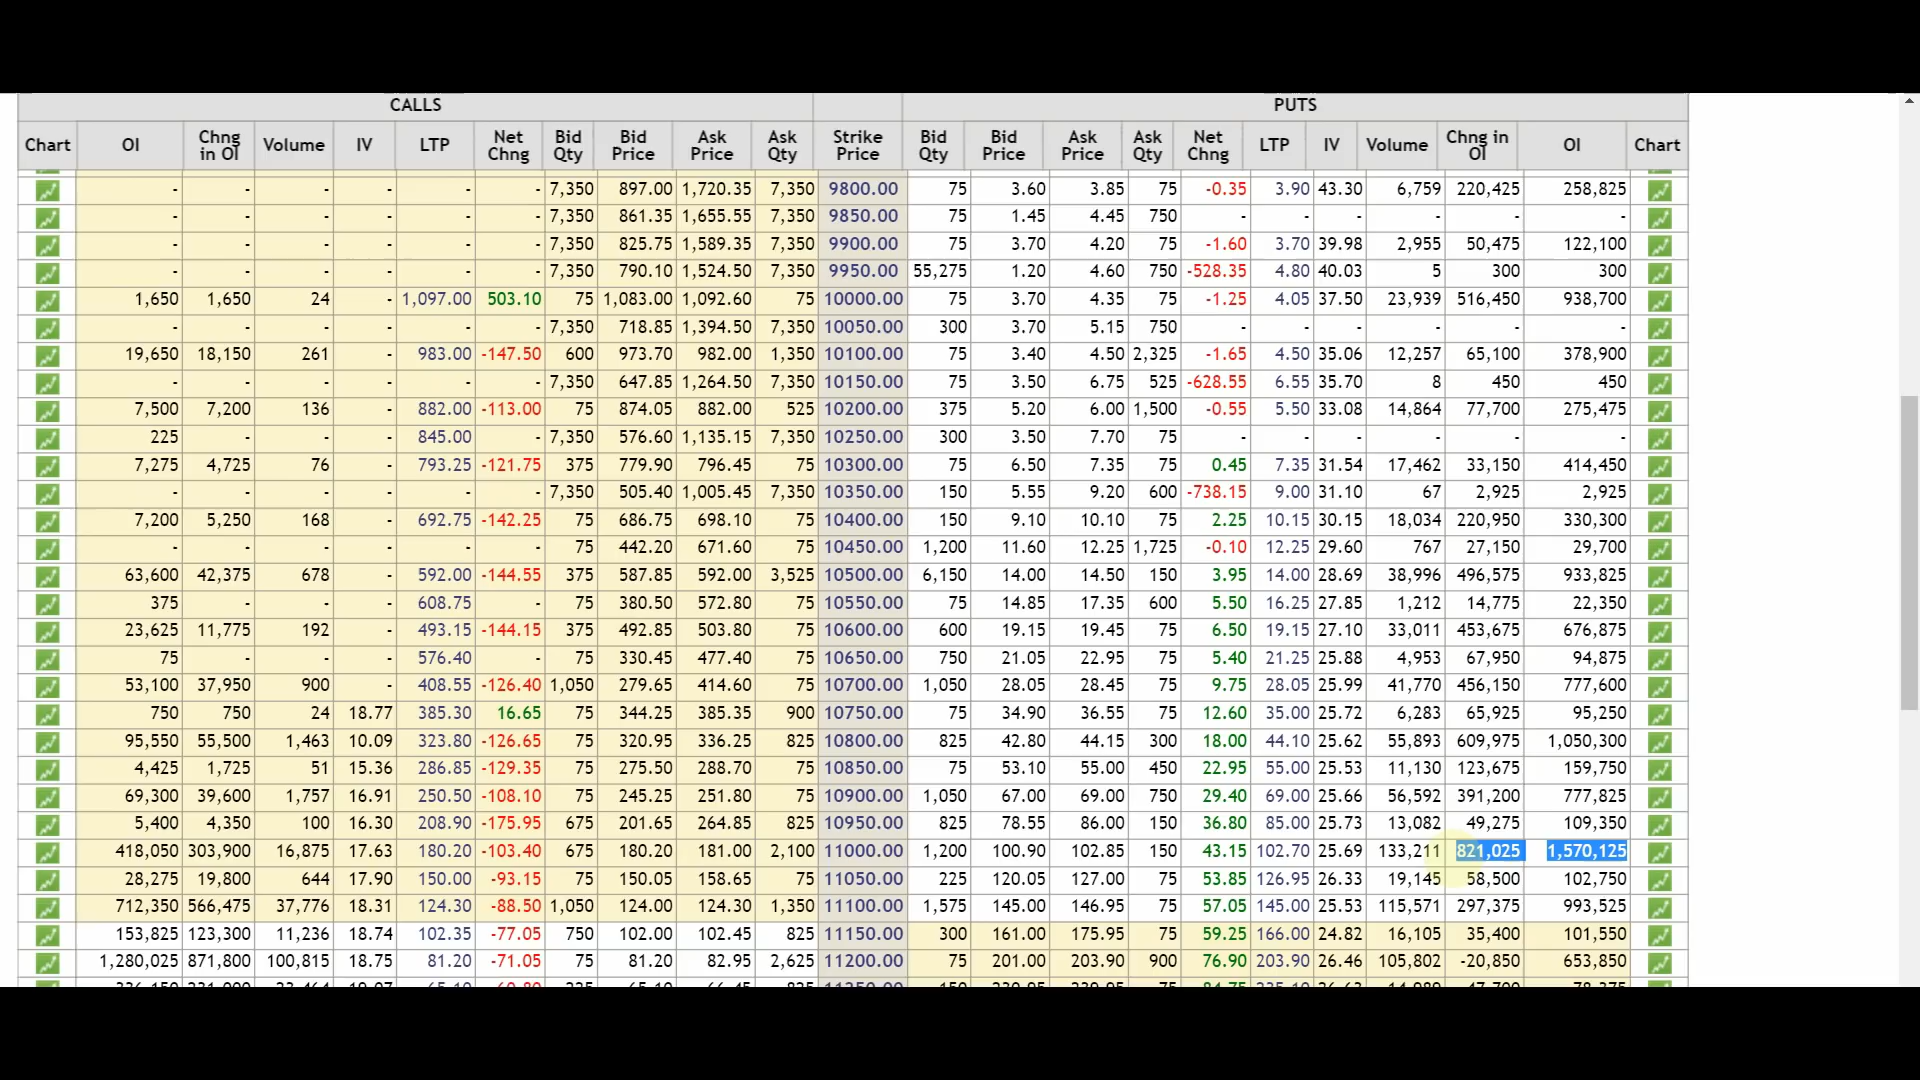 CALLS PUTS
Chart OI Chng in OI Volume IV LTP Net Chng Bid Qty Bid Price Ask Price Ask Qty Strike Price Bid Qty Bid Price Ask Price Ask Qty Net Chng LTP IV Volume Chng in OI OI Chart
- - - - - - 7,350 897.00 1,720.35 7,350 9800.00 75 3.60 3.85 75 -0.35 3.90 43.30 6,759 220,425 258,825
- - - - - - 7,350 861.35 1,655.55 7,350 9850.00 75 1.45 4.45 750 - - - - - -
- - - - - - 7,350 825.75 1,589.35 7,350 9900.00 75 3.70 4.20 75 -1.60 3.70 39.98 2,955 50,475 122,100
- - - - - - 7,350 790.10 1,524.50 7,350 9950.00 55,275 1.20 4.60 750 -528.35 4.80 40.03 5 300 300
1,650 1,650 24 - 1,097.00 503.10 75 1,083.00 1,092.60 75 10000.00 75 3.70 4.35 75 -1.25 4.05 37.50 23,939 516,450 938,700
- - - - - - 7,350 718.85 1,394.50 7,350 10050.00 300 3.70 5.15 750 - - - - - -
19,650 18,150 261 - 983.00 -147.50 600 973.70 982.00 1,350 10100.00 75 3.40 4.50 2,325 -1.65 4.50 35.06 12,257 65,100 378,900
- - - - - - 7,350 647.85 1,264.50 7,350 10150.00 75 3.50 6.75 525 -628.55 6.55 35.70 8 450 450
7,500 7,200 136 - 882.00 -113.00 75 874.05 882.00 525 10200.00 375 5.20 6.00 1,500 -0.55 5.50 33.08 14,864 77,700 275,475
225 - - - 845.00 - 7,350 576.60 1,135.15 7,350 10250.00 300 3.50 7.70 75 - - - - - -
7,275 4,725 76 - 793.25 -121.75 375 779.90 796.45 75 10300.00 75 6.50 7.35 75 0.45 7.35 31.54 17,462 33,150 414,450
- - - - - - 7,350 505.40 1,005.45 7,350 10350.00 150 5.55 9.20 600 -738.15 9.00 31.10 67 2,925 2,925
7,200 5,250 168 - 692.75 -142.25 75 686.75 698.10 75 10400.00 150 9.10 10.10 75 2.25 10.15 30.15 18,034 220,950 330,300
- - - - - - 75 442.20 671.60 75 10450.00 1,200 11.60 12.25 1,725 -0.10 12.25 29.60 767 27,150 29,700
63,600 42,375 678 - 592.00 -144.55 375 587.85 592.00 3,525 10500.00 6,150 14.00 14.50 150 3.95 14.00 28.69 38,996 496,575 933,825
375 - - - 608.75 - 75 380.50 572.80 75 10550.00 75 14.85 17.35 600 5.50 16.25 27.85 1,212 14,775 22,350
23,625 11,775 192 - 493.15 -144.15 375 492.85 503.80 75 10600.00 600 19.15 19.45 75 6.50 19.15 27.10 33,011 453,675 676,875
75 - - - 576.40 - 75 330.45 477.40 75 10650.00 750 21.05 22.95 75 5.40 21.25 25.88 4,953 67,950 94,875
53,100 37,950 900 - 408.55 -126.40 1,050 279.65 414.60 75 10700.00 1,050 28.05 28.45 75 9.75 28.05 25.99 41,770 456,150 777,600
750 750 24 18.77 385.30 16.65 75 344.25 385.35 900 10750.00 75 34.90 36.55 75 12.60 35.00 25.72 6,283 65,925 95,250
95,550 55,500 1,463 10.09 323.80 -126.65 75 320.95 336.25 825 10800.00 825 42.80 44.15 300 18.00 44.10 25.62 55,893 609,975 1,050,300
4,425 1,725 51 15.36 286.85 -129.35 75 275.50 288.70 75 10850.00 75 53.10 55.00 450 22.95 55.00 25.53 11,130 123,675 159,750
69,300 39,600 1,757 16.91 250.50 -108.10 75 245.25 251.80 75 10900.00 1,050 67.00 69.00 750 29.40 69.00 25.66 56,592 391,200 777,825
5,400 4,350 100 16.30 208.90 -175.95 675 201.65 264.85 825 10950.00 825 78.55 86.00 150 36.80 85.00 25.73 13,082 49,275 109,350
418,050 303,900 16,875 17.63 180.20 -103.40 675 180.20 181.00 2,100 11000.00 1,200 100.90 102.85 150 43.15 102.70 25.69 133,211 821,025 1,570,125
28,275 19,800 644 17.90 150.00 -93.15 75 150.05 158.65 75 11050.00 225 120.05 127.00 75 53.85 126.95 26.33 19,145 58,500 102,750
712,350 566,475 37,776 18.31 124.30 -88.50 1,050 124.00 124.30 1,350 11100.00 1,575 145.00 146.95 75 57.05 145.00 25.53 115,571 297,375 993,525
153,825 123,300 11,236 18.74 102.35 -77.05 750 102.00 102.45 825 11150.00 300 161.00 175.95 75 59.25 166.00 24.82 16,105 35,400 101,550
1,280,025 871,800 100,815 18.75 81.20 -71.05 75 81.20 82.95 2,625 11200.00 75 201.00 203.90 900 76.90 203.90 26.46 105,802 -20,850 653,850